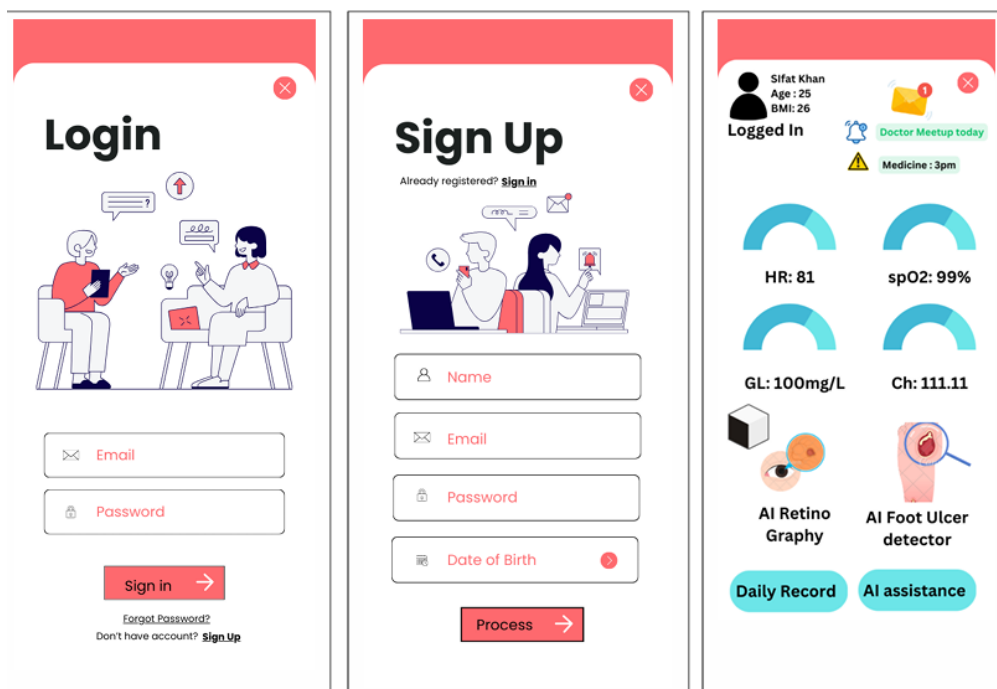 Login
?
Email
Password
Sign in
Forgot Password?
Don't have account? Sign Up
Sign Up
Already registered? Sign in
Name
Email
Password
Date of Birth
Process
SIfat Khan
Age : 25
BMI: 26
Logged In
1
Doctor Meetup today
Medicine : 3pm
HR: 81
spO2: 99%
GL: 100mg/L
Ch: 111.11
AI Retino
Graphy
AI Foot Ulcer
detector
Daily Record
AI assistance